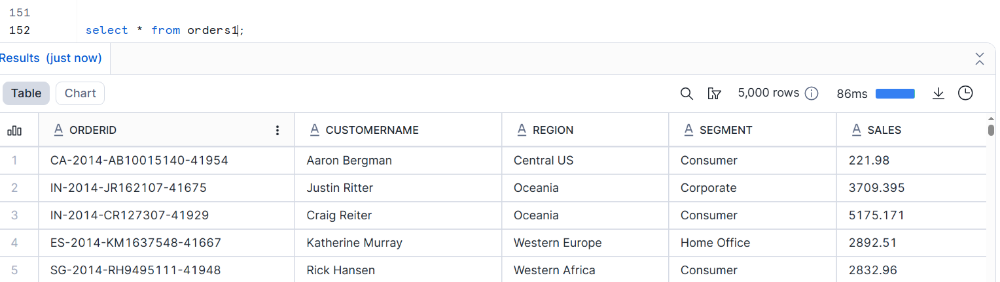 151
152 select * from orders1;
Results (just now)
Table Chart 5,000 rows 86ms
A ORDERID A CUSTOMERNAME A REGION A SEGMENT A SALES
1 CA-2014-AB10015140-41954 Aaron Bergman Central US Consumer 221.98
2 IN-2014-JR162107-41675 Justin Ritter Oceania Corporate 3709.395
3 IN-2014-CR127307-41929 Craig Reiter Oceania Consumer 5175.171
4 ES-2014-KM1637548-41667 Katherine Murray Western Europe Home Office 2892.51
5 SG-2014-RH9495111-41948 Rick Hansen Western Africa Consumer 2832.96